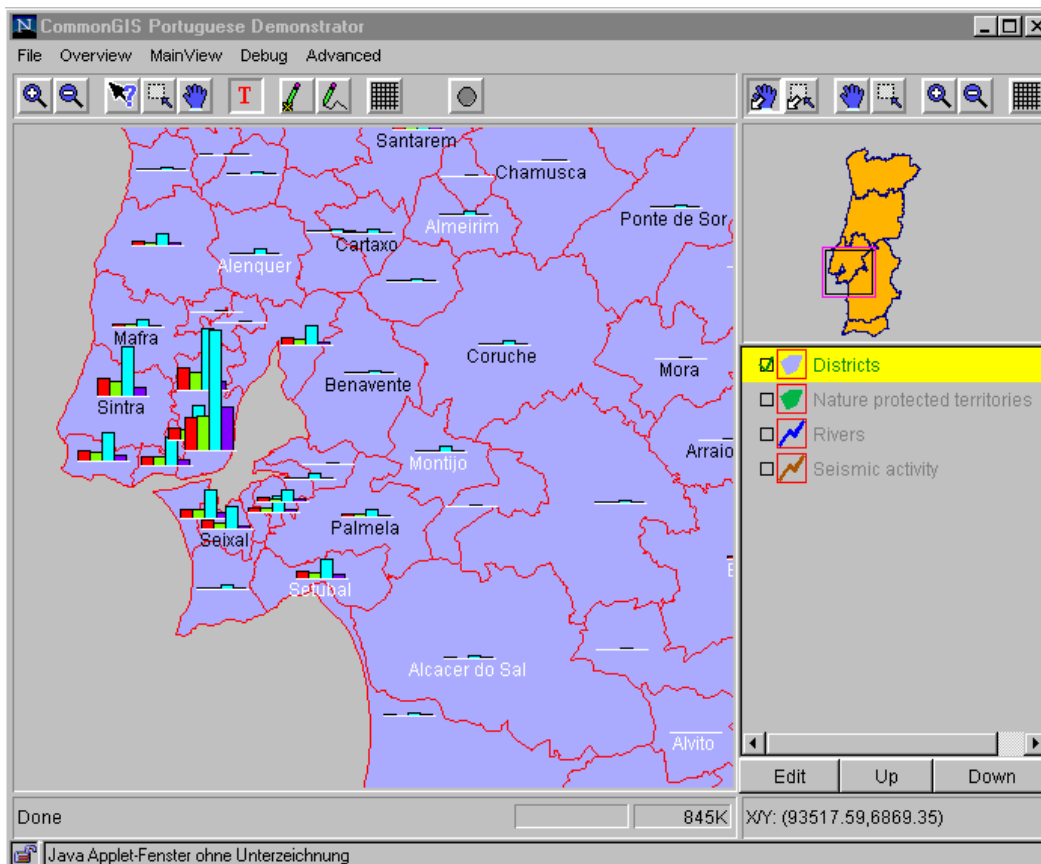 N CommonGIS Portuguese Demonstrator
File Overview MainView Debug Advanced
T
Santarem
Chamusca
Almeirim
Ponte de Sor
Cartaxo
Alenquer
Mafra
Coruche
Mora
Benavente
Sintra
Arraio
Montijo
Palmela
Seixal
Setubal
Alcacer do Sal
Alvito
Districts
Nature protected territories
Rivers
Seismic activity
Edit Up Down
Done
845K
X/Y: (93517.59,6869.35)
Java Applet-Fenster ohne Unterzeichnung